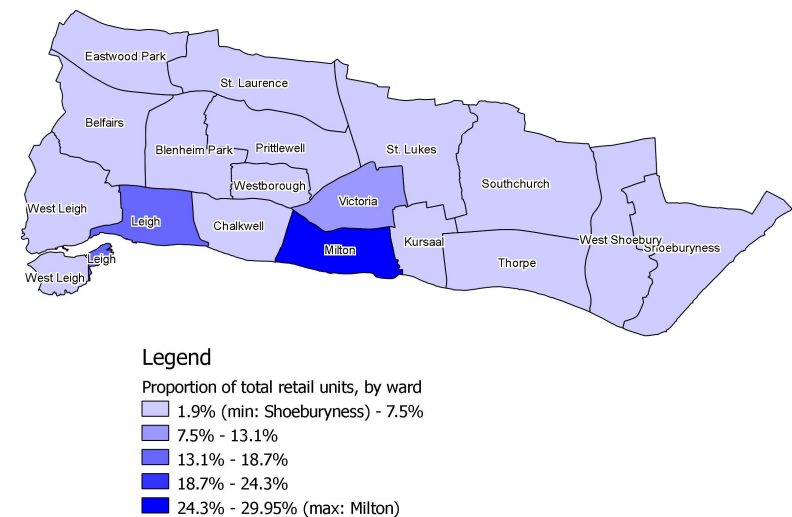 Eastwood Park
St. Laurence
Belfairs
Blenheim Park
Prittlewell
St. Lukes
Westborough
Southchurch
West Leigh
Leigh
Chalkwell
Victoria
Milton
Kursaal
West Shoebury
Shoeburyness
Thorpe
Leigh
West Leigh
Legend
Proportion of total retail units, by ward
1.9% (min: Shoeburyness) - 7.5%
7.5% - 13.1%
13.1% - 18.7%
18.7% - 24.3%
24.3% - 29.95% (max: Milton)